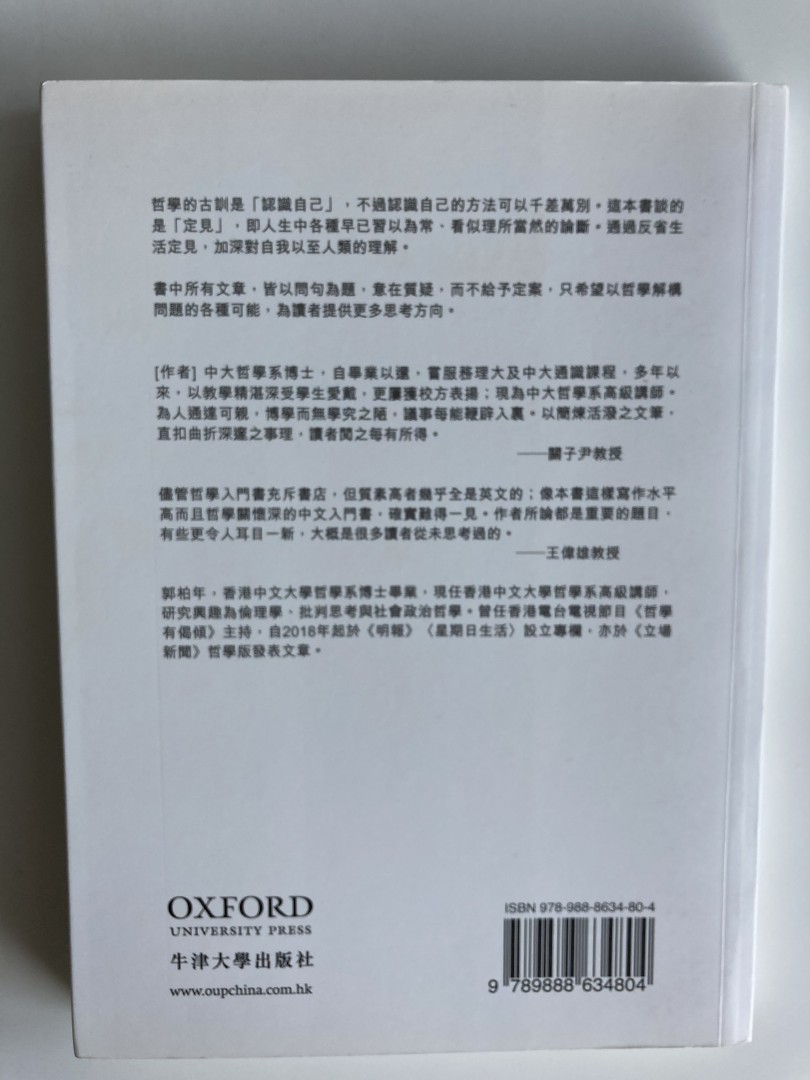 哲學的古訓是「認識自己」，不過認識自己的方法可以千差萬別。這本書談的
是「定見」，即人生中各種早已習以為常、看似理所當然的論斷。通過反省生
活定見，加深對自我以至人類的理解。
書中所有文章，皆以問句為題，意在質疑，而不給予定案，只希望以哲學解構
問題的各種可能，為讀者提供更多思考方向。
[作者] 中大哲學系博士，自畢業以還，嘗服務理大及中大通識課程，多年以
來，以教學精湛深受學生愛戴，更屢獲校方表揚；現為中大哲學系高級講師。
為人通達可親，博學而無學究之陋，議事每能鞭辟入裏。以簡煉活潑之文筆，
直扣曲折深邃之事理，讀者閱之每有所得。
——關子尹教授
儘管哲學入門書充斥書店，但質素高者幾乎全是英文的；像本書這樣寫作水平
高而且哲學關懷深的中文入門書，確實難得一見。作者所論都是重要的題目，
有些更令人耳目一新，大概是很多讀者從未思考過的。
——王偉雄教授
郭柏年，香港中文大學哲學系博士畢業，現任香港中文大學哲學系高級講師，
研究興趣為倫理學、批判思考與社會政治哲學。曾任香港電台電視節目《哲學
有偈傾》主持，自2018年起於《明報》〈星期日生活〉設立專欄，亦於《立場
新聞》哲學版發表文章。
OXFORD
UNIVERSITY PRESS
牛津大學出版社
www.oupchina.com.hk
ISBN 978-988-8634-80-4
9 789888 634804